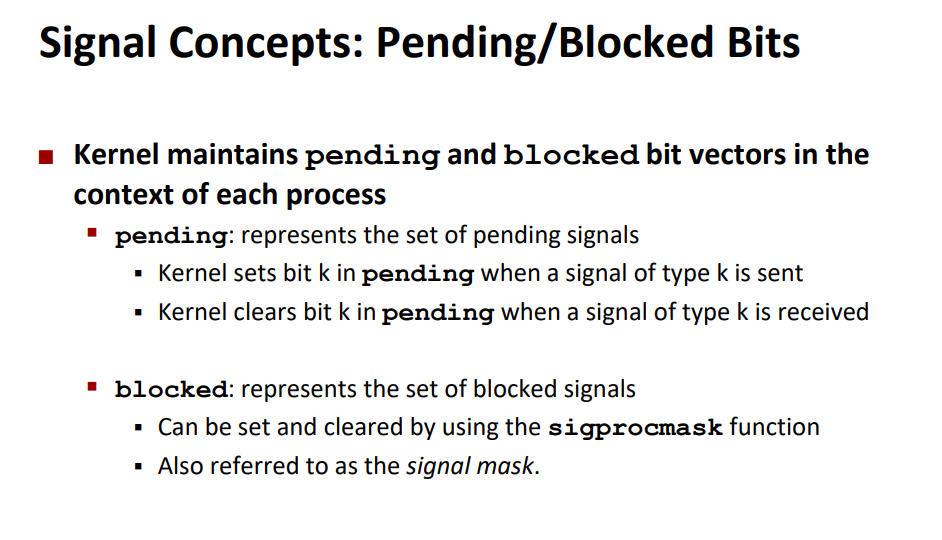 Signal Concepts: Pending/Blocked Bits
■ Kernel maintains pending and blocked bit vectors in the
context of each process
▪ pending: represents the set of pending signals
▪ Kernel sets bit k in pending when a signal of type k is sent
▪ Kernel clears bit k in pending when a signal of type k is received
▪ blocked: represents the set of blocked signals
▪ Can be set and cleared by using the sigprocmask function
▪ Also referred to as the signal mask.